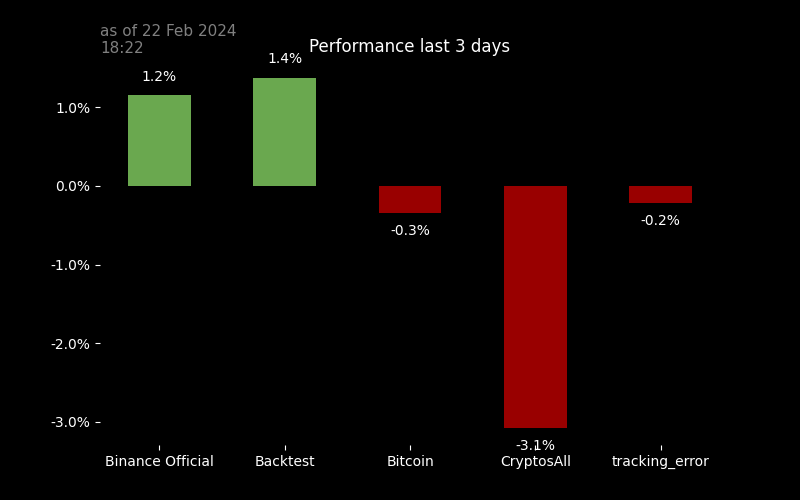 as of 22 Feb 2024
18:22
Performance last 3 days
1.2%
1.4%
-0.3%
-3.1%
-0.2%
1.0%
0.0%
-1.0%
-2.0%
-3.0%
Binance Official
Backtest
Bitcoin
CryptosAll
tracking_error